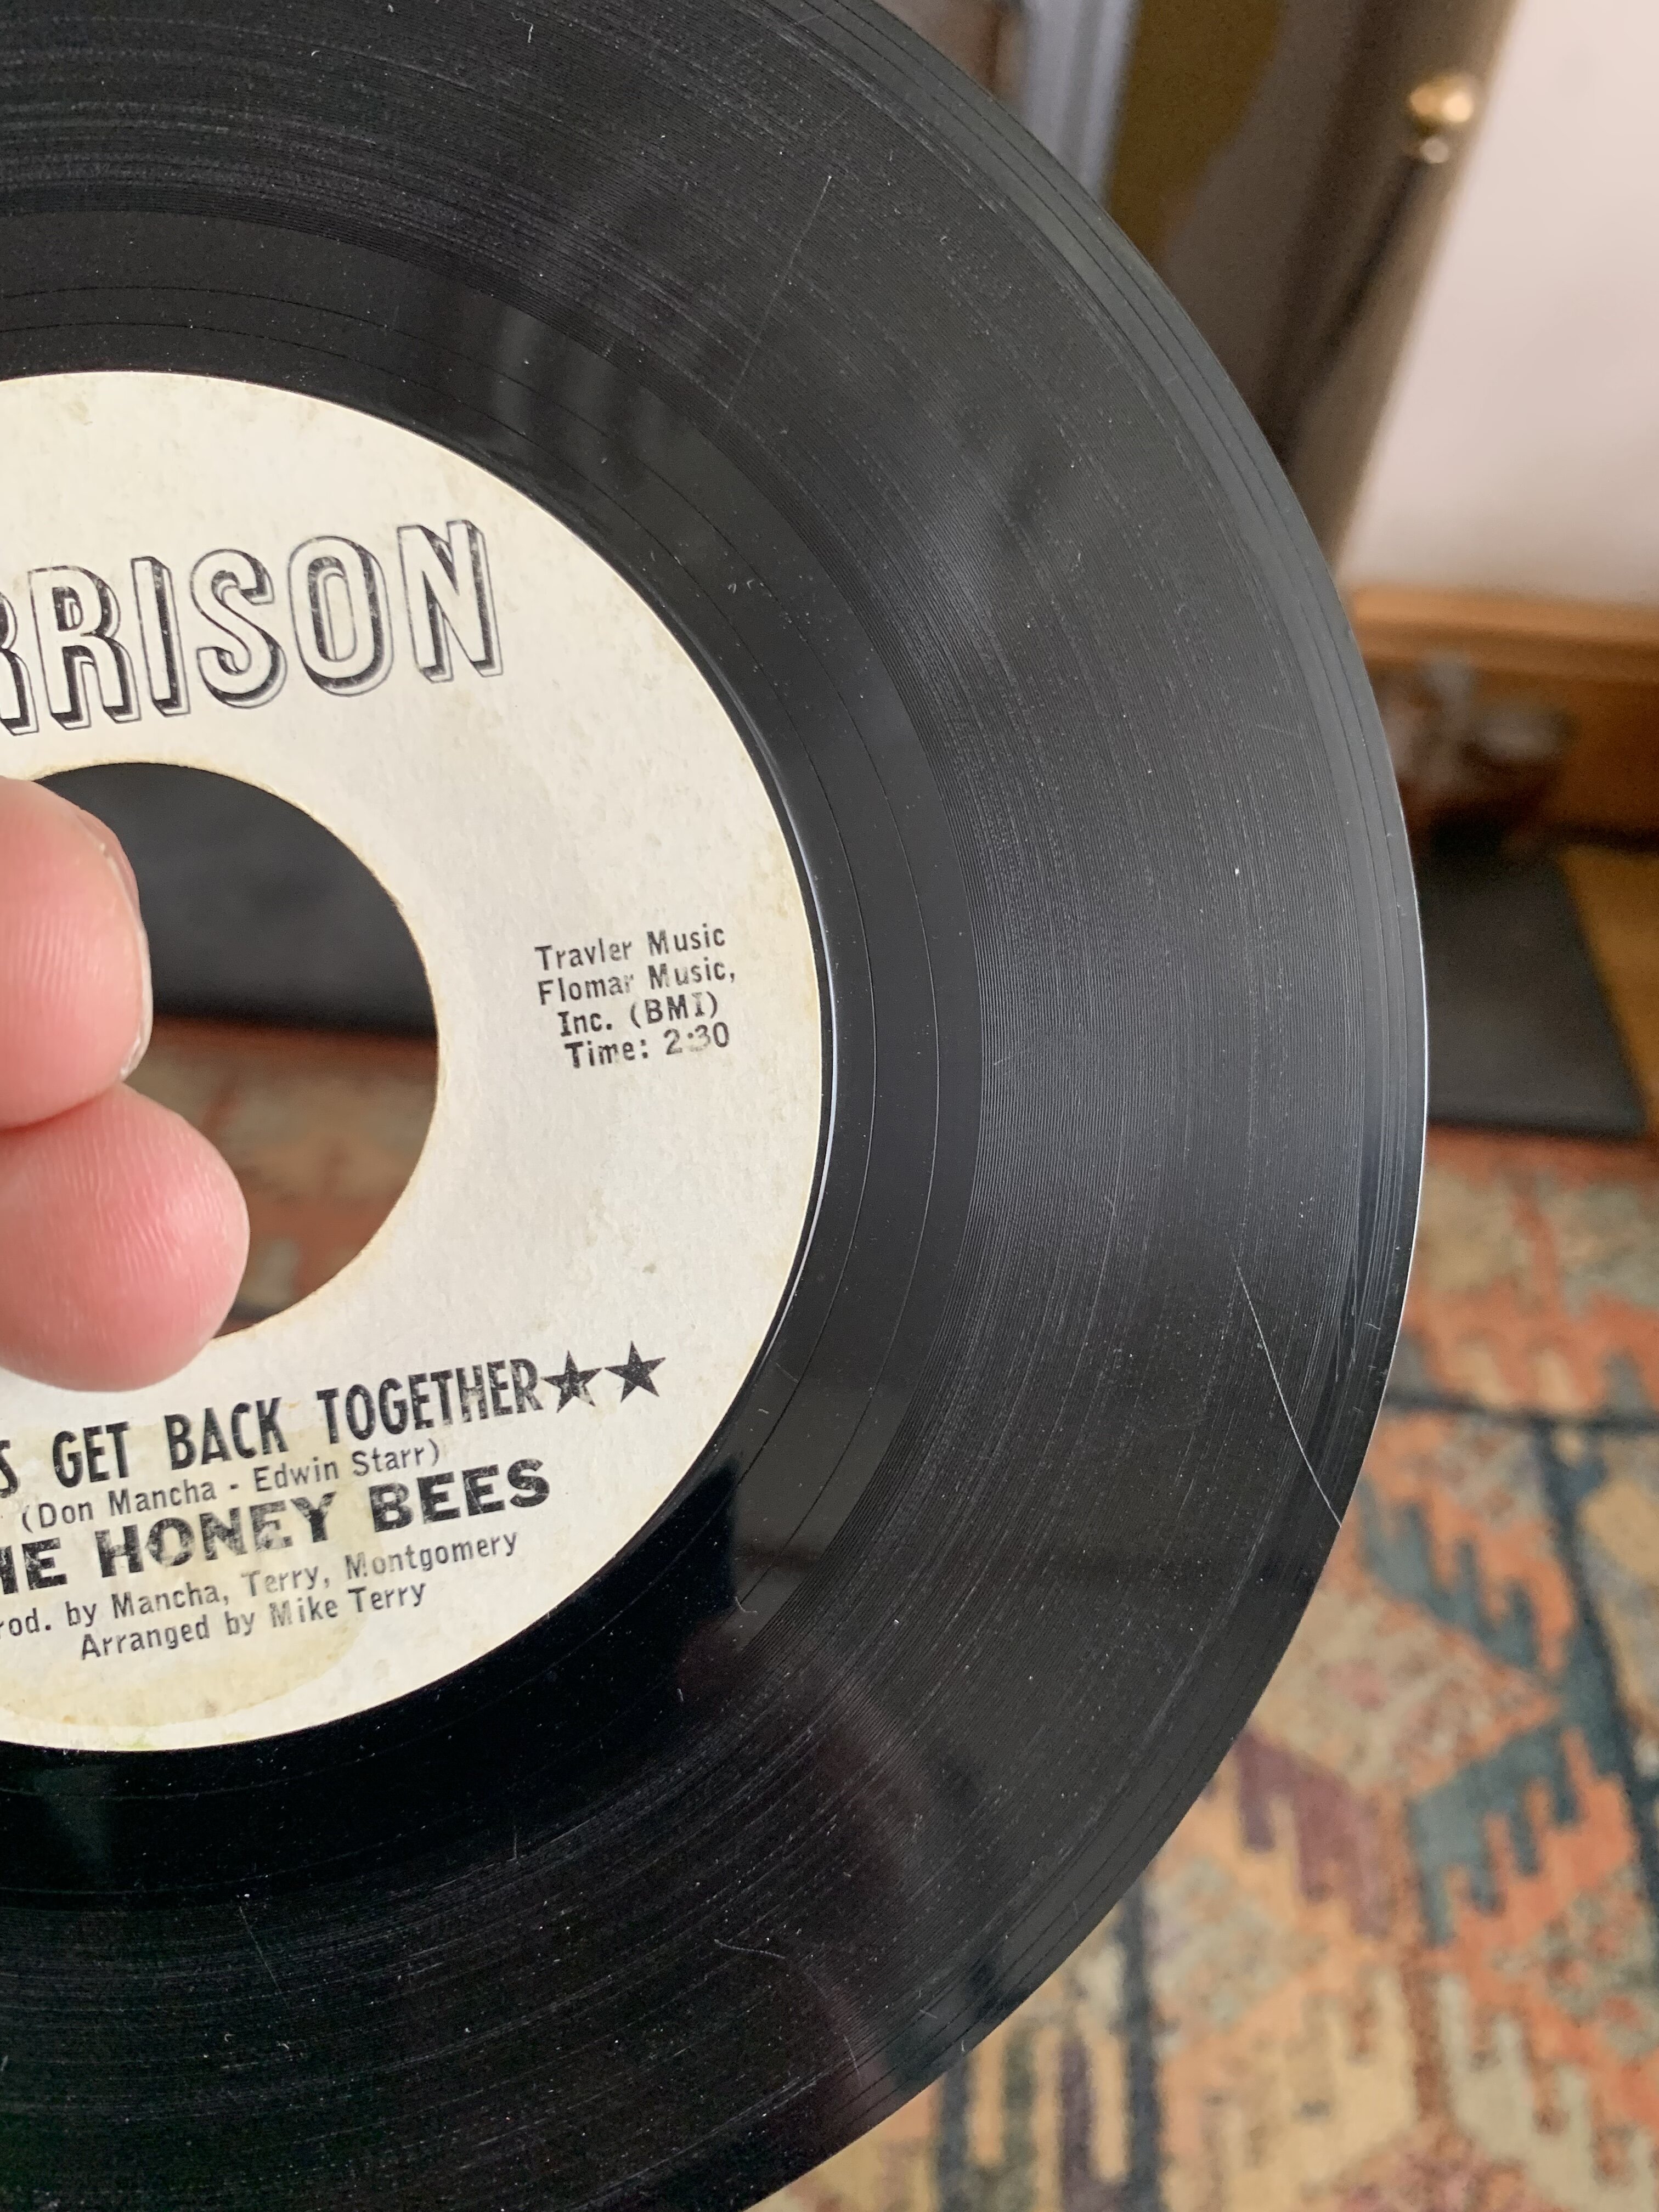 RRISON
Travler Music
Flomar Music,
Inc. (BMI)
Time: 2:30
S GET BACK TOGETHER★★
(Don Mancha - Edwin Starr)
HE HONEY BEES
rod. by Mancha, Terry, Montgomery
Arranged by Mike Terry